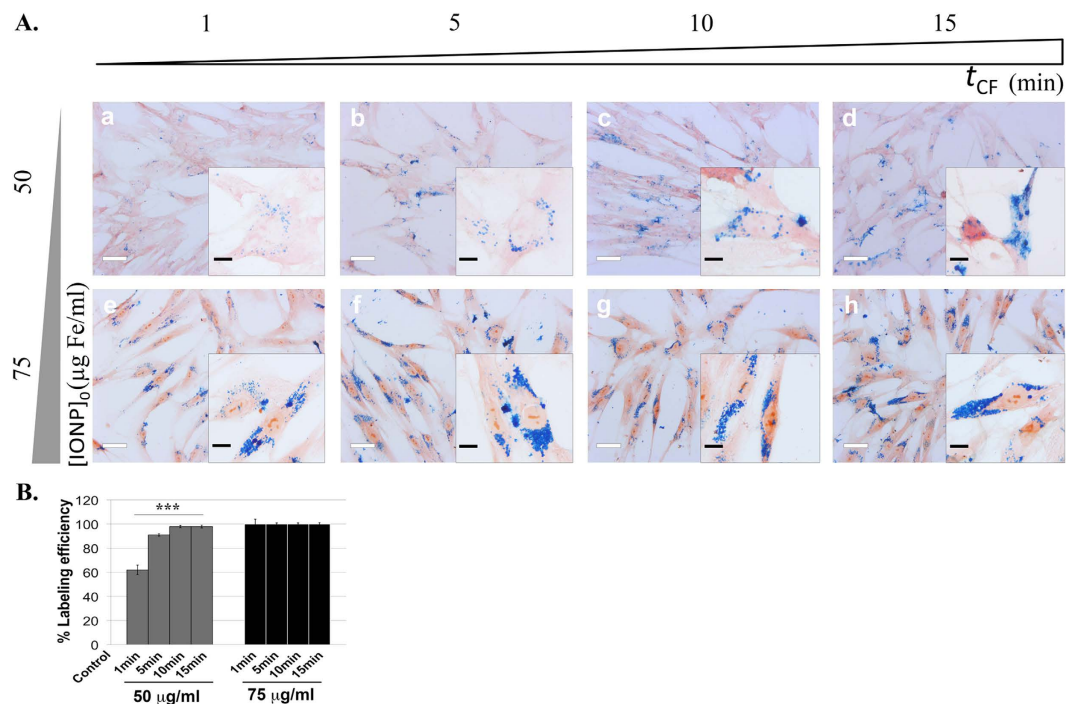 A.
1 5 10 15
t_CF (min)
50
a b c d
75
[IONP]₀(µg Fe/ml)
e f g h
B.
% Labeling efficiency
120
100
80
60
40
20
0
***
Control 1min 5min 10min 15min 1min 5min 10min 15min
50 µg/ml 75 µg/ml